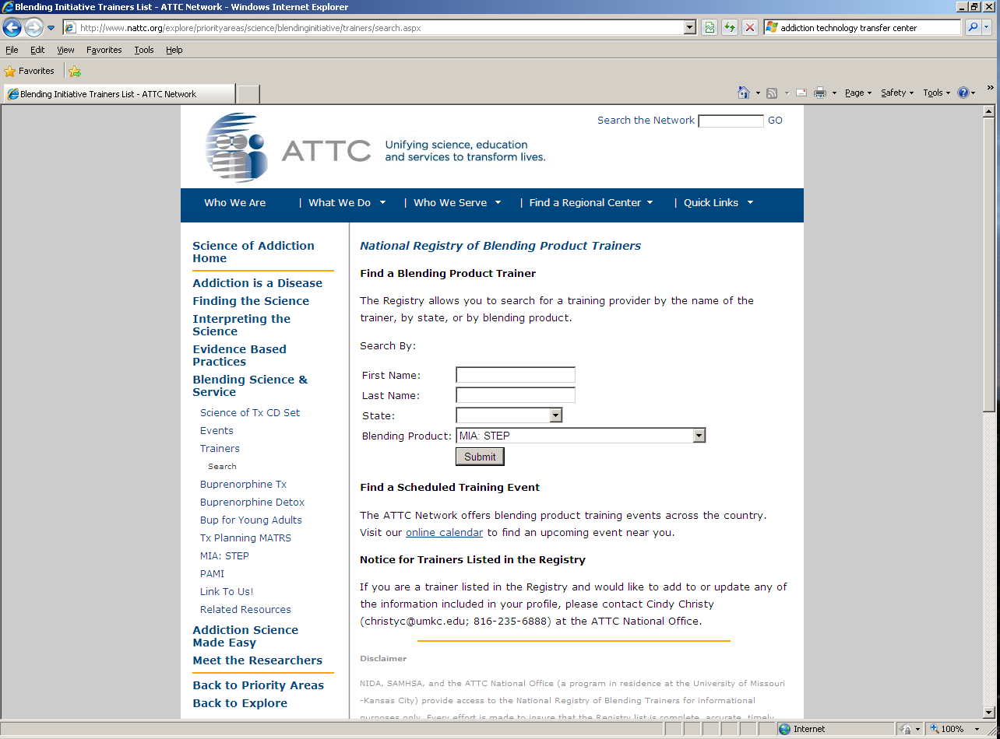 Blending Initiative Trainers List - ATTC Network - Windows Internet Explorer
http://www.nattc.org/explore/priorityareas/science/blendinginitiative/trainers/search.aspx
addiction technology transfer center
File Edit View Favorites Tools Help
Favorites
Blending Initiative Trainers List - ATTC Network
Page Safety Tools
Search the Network GO
ATTC
Unifying science, education
and services to transform lives.
Who We Are | What We Do | Who We Serve | Find a Regional Center | Quick Links
Science of Addiction
Home
Addiction is a Disease
Finding the Science
Interpreting the
Science
Evidence Based
Practices
Blending Science &
Service
Science of Tx CD Set
Events
Trainers
Search
Buprenorphine Tx
Buprenorphine Detox
Bup for Young Adults
Tx Planning MATRS
MIA: STEP
PAMI
Link To Us!
Related Resources
Addiction Science
Made Easy
Meet the Researchers
Back to Priority Areas
Back to Explore
National Registry of Blending Product Trainers
Find a Blending Product Trainer
The Registry allows you to search for a training provider by the name of the
trainer, by state, or by blending product.
Search By:
First Name:
Last Name:
State:
Blending Product: MIA: STEP
Submit
Find a Scheduled Training Event
The ATTC Network offers blending product training events across the country.
Visit our online calendar to find an upcoming event near you.
Notice for Trainers Listed in the Registry
If you are a trainer listed in the Registry and would like to add to or update any of
the information included in your profile, please contact Cindy Christy
(christyc@umkc.edu; 816-235-6888) at the ATTC National Office.
Disclaimer
NIDA, SAMHSA, and the ATTC National Office (a program in residence at the University of Missouri
-Kansas City) provide access to the National Registry of Blending Trainers for informational
purposes only. Every effort is made to insure that the Registry list is complete, accurate, timely
Internet
100%